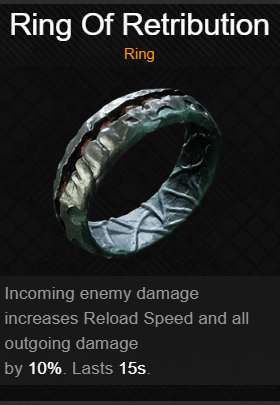 Ring Of Retribution
Ring
Incoming enemy damage
increases Reload Speed and all
outgoing damage
by 10%. Lasts 15s.